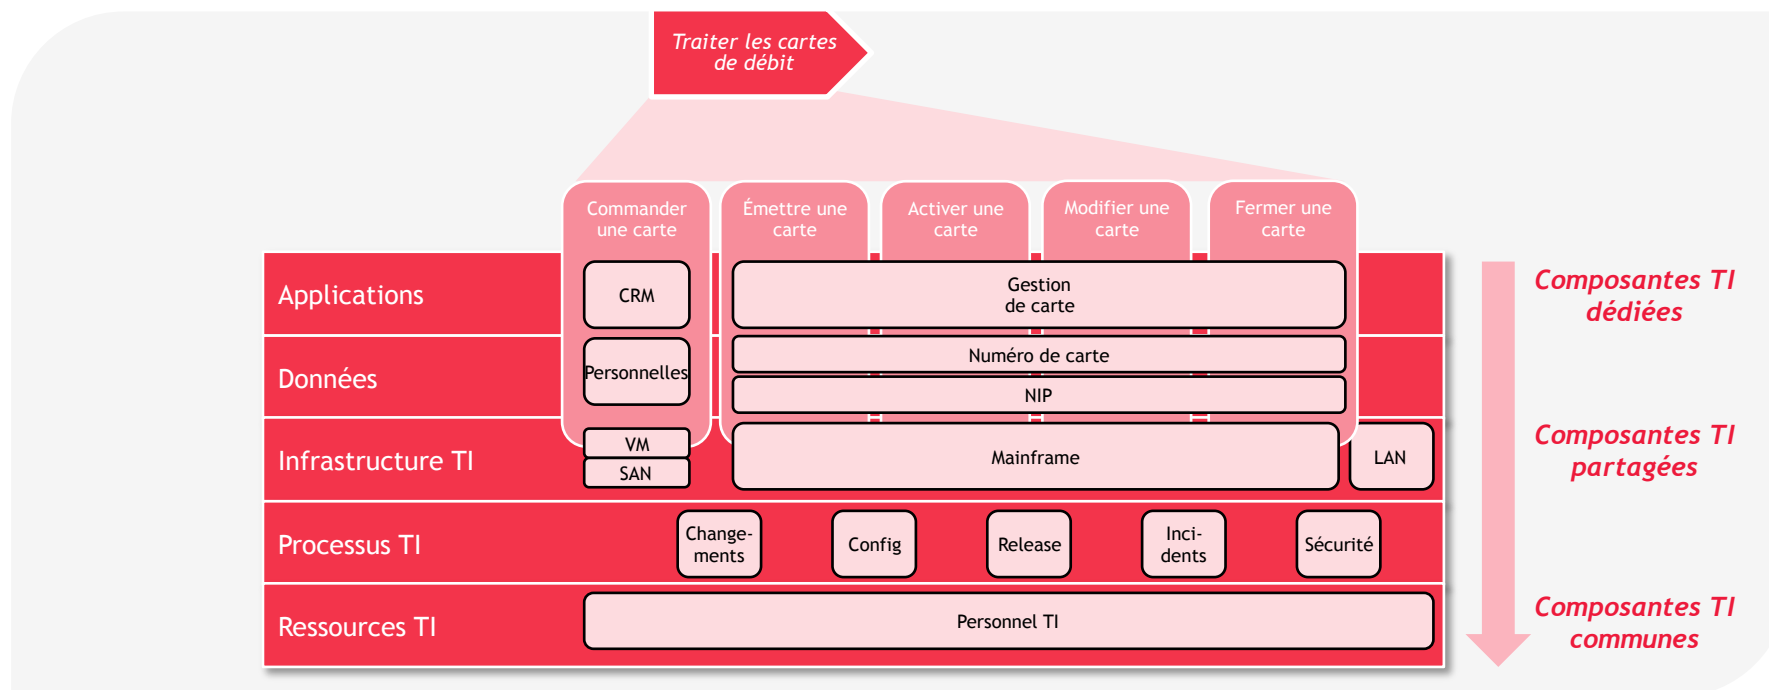 Traiter les cartes
de débit
Commander
une carte
Émettre une
carte
Activer une
carte
Modifier une
carte
Fermer une
carte
Applications
CRM
Gestion
de carte
Composantes TI
dédiées
Données
Personnelles
Numéro de carte
NIP
Infrastructure TI
VM
SAN
Mainframe
LAN
Composantes TI
partagées
Processus TI
Change-
ments
Config
Release
Inci-
dents
Sécurité
Ressources TI
Personnel TI
Composantes TI
communes